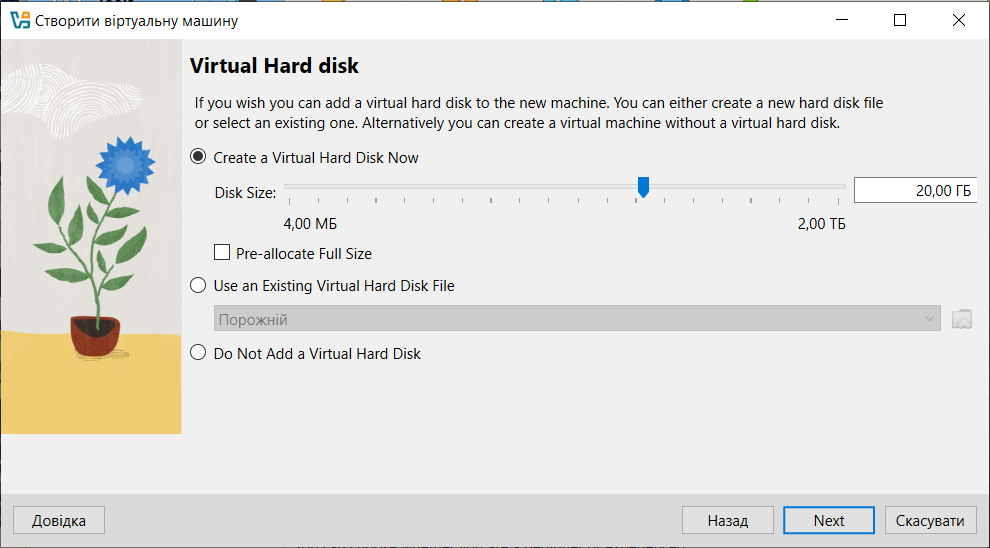 Створити віртуальну машину
Virtual Hard disk
If you wish you can add a virtual hard disk to the new machine. You can either create a new hard disk file
or select an existing one. Alternatively you can create a virtual machine without a virtual hard disk.
Create a Virtual Hard Disk Now
Disk Size:
20,00 ГБ
4,00 МБ
2,00 ТБ
Pre-allocate Full Size
Use an Existing Virtual Hard Disk File
Порожній
Do Not Add a Virtual Hard Disk
Довідка
Назад
Next
Скасувати